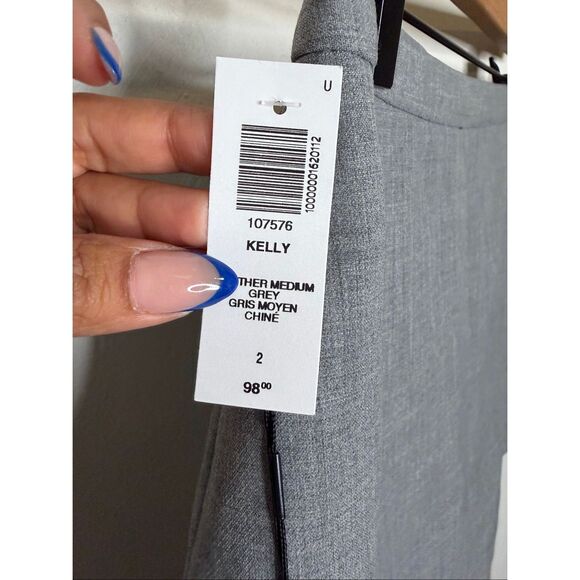 U
10000001520112
107576
KELLY
THER MEDIUM
GREY
GRIS MOYEN
CHINÉ
2
98⁰⁰